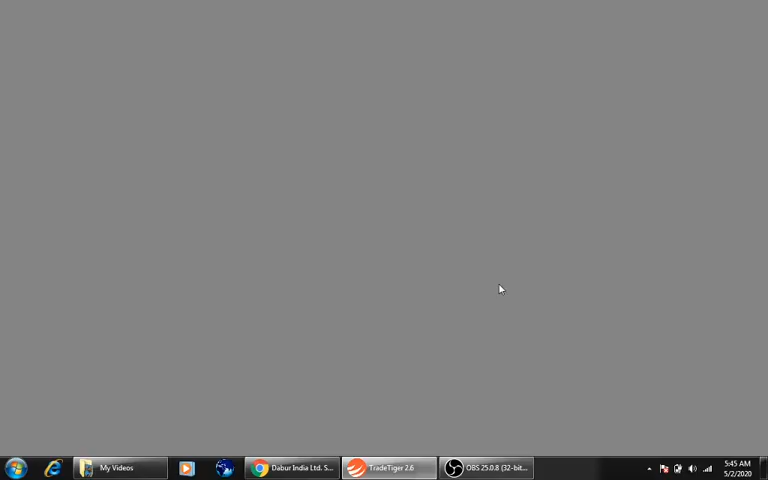 My Videos
Dabur India Ltd. S...
TradeTiger 2.6
OBS 25.0.8 (32-bit...
5:45 AM
5/2/2020